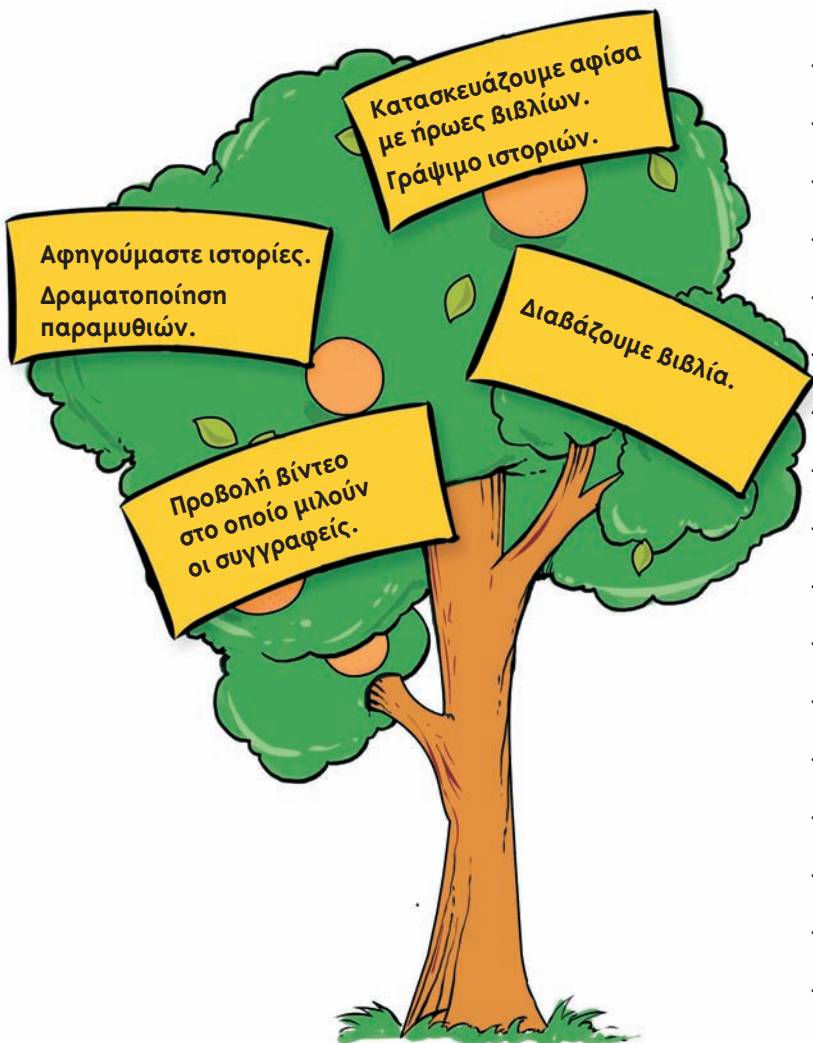 Κατασκευάζουμε αφίσα
με ήρωες βιβλίων.
Γράψιμο ιστοριών.
Αφηγούμαστε ιστορίες.
Δραματοποίηση
παραμυθιών.
Διαβάζουμε βιβλία.
Προβολή βίντεο
στο οποίο μιλούν
οι συγγραφείς.